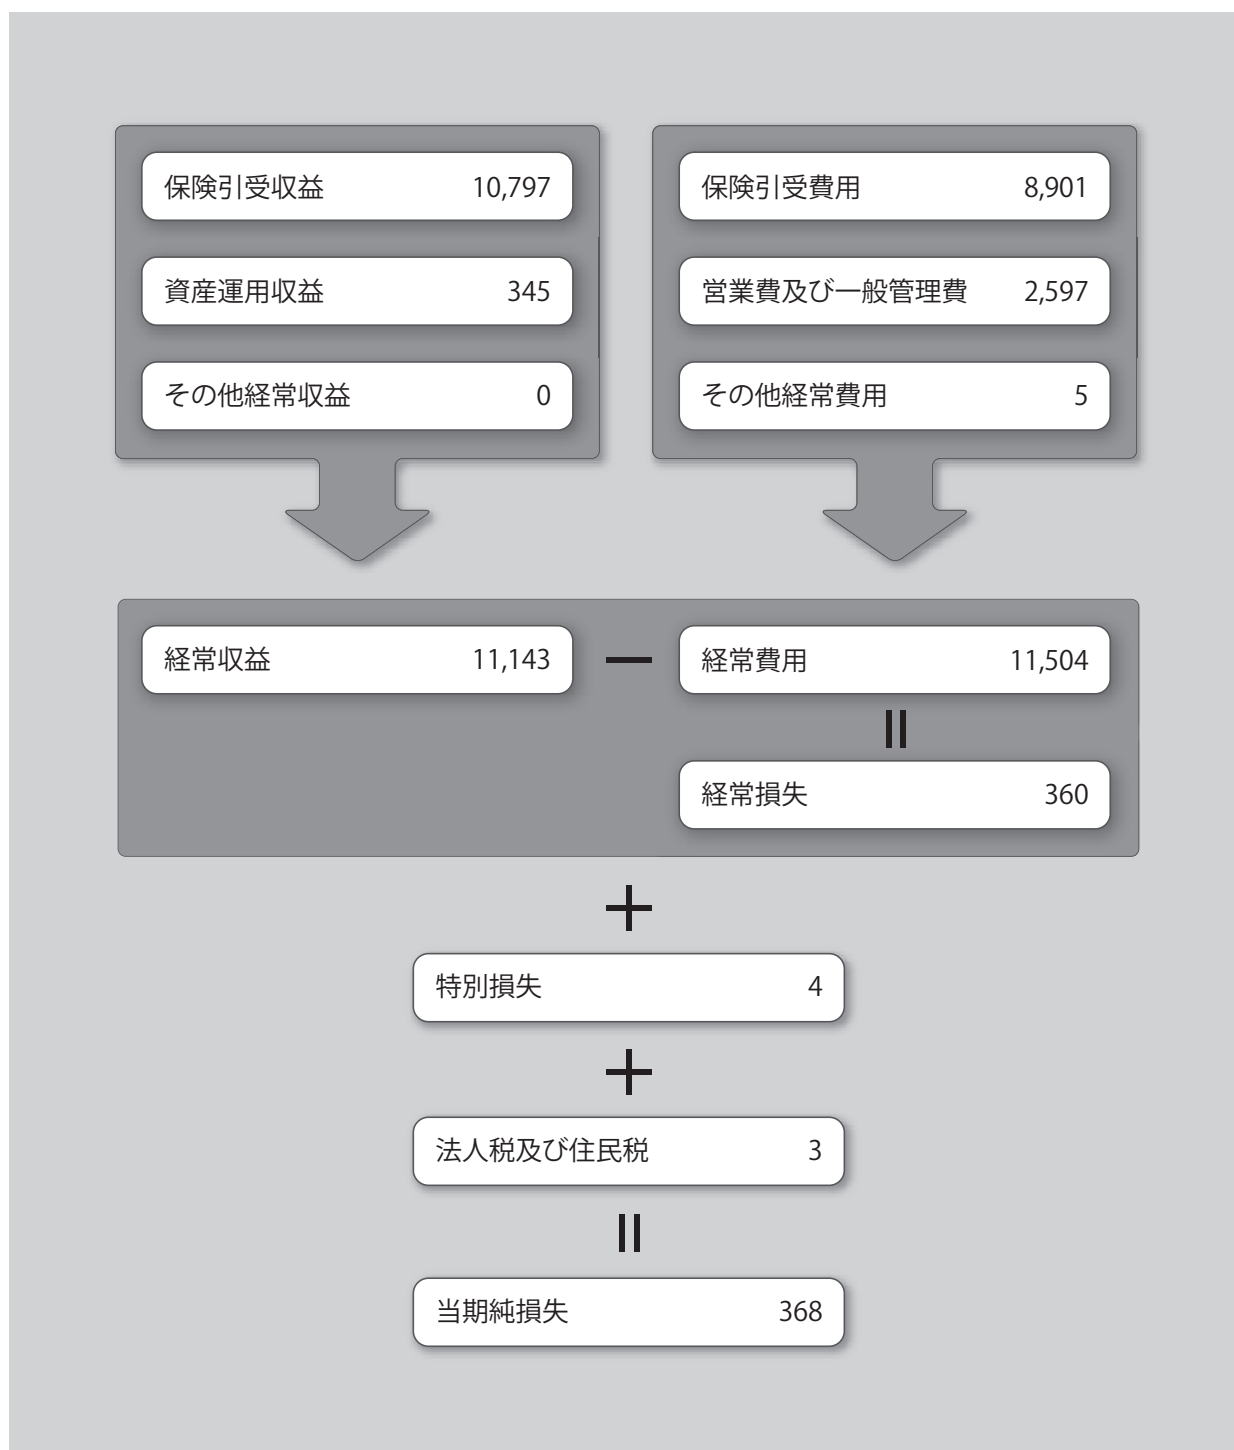 保険引受収益 10,797
資産運用収益 345
その他経常収益 0
保険引受費用 8,901
営業費及び一般管理費 2,597
その他経常費用 5
経常収益 11,143
－
経常費用 11,504
＝
経常損失 360
＋
特別損失 4
＋
法人税及び住民税 3
＝
当期純損失 368